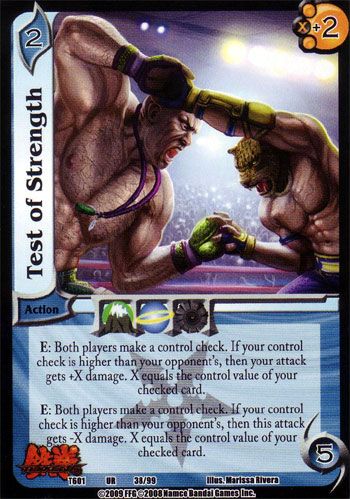 2
X +2
Test of Strength
Action
E: Both players make a control check. If your control
check is higher than your opponent's, then your attack
gets +X damage. X equals the control value of your
checked card.
E: Both players make a control check. If your control
check is higher than your opponent's, then this attack
gets -X damage. X equals the control value of your
checked card.
5
T601 UR 38/99 Illus. Marissa Rivera
©2009 FFG ©2008 Namco Bandai Games Inc.